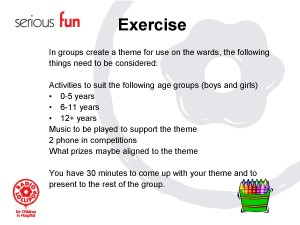 serious fun
Exercise
In groups create a theme for use on the wards, the following
things need to be considered:
Activities to suit the following age groups (boys and girls)
• 0-5 years
• 6-11 years
• 12+ years
Music to be played to support the theme
2 phone in competitions
What prizes maybe aligned to the theme
You have 30 minutes to come up with your theme and to
present to the rest of the group.
RADIO LOLLIPOP
for Children
in Hospital